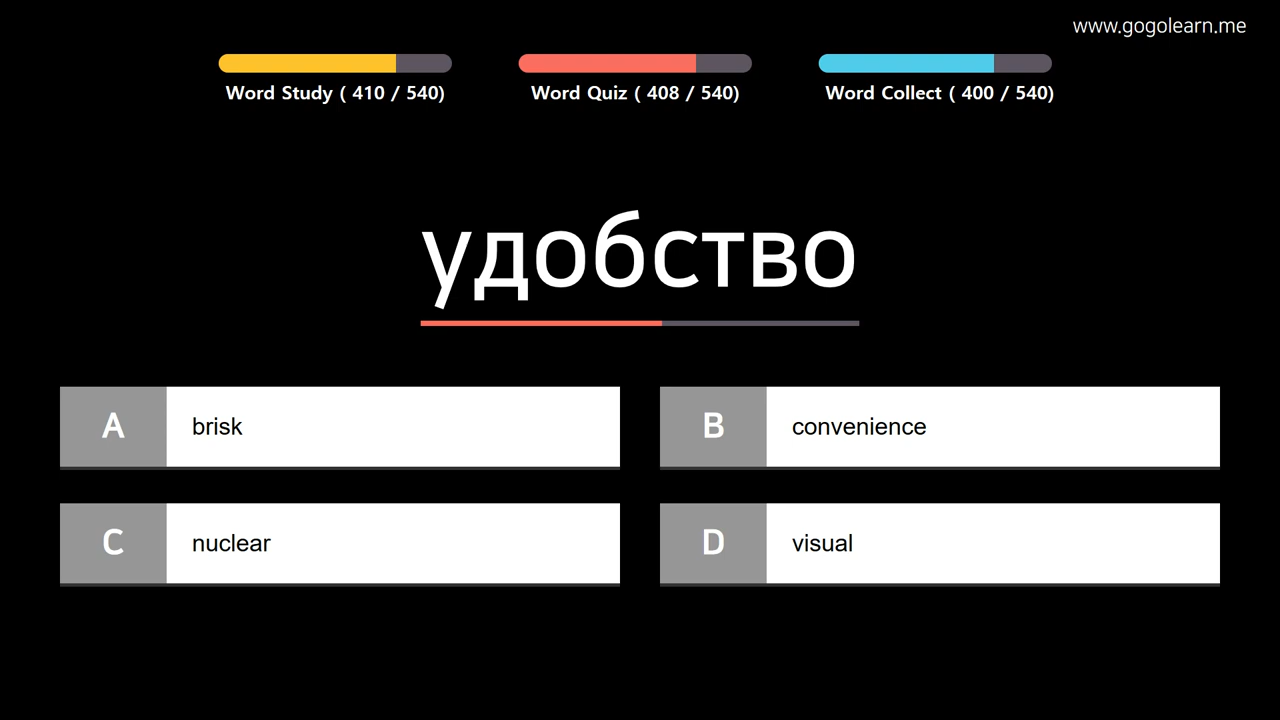 www.gogolearn.me
Word Study ( 410 / 540)
Word Quiz ( 408 / 540)
Word Collect ( 400 / 540)
удобство
A brisk
B convenience
C nuclear
D visual